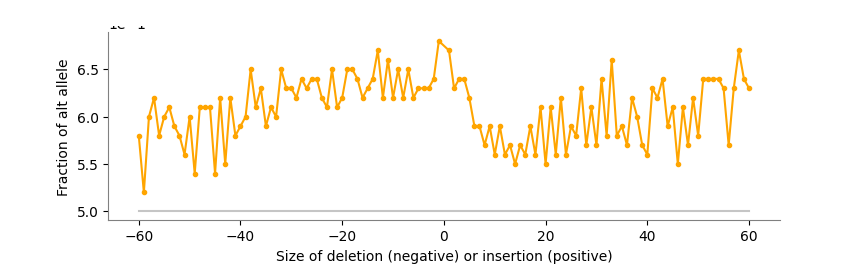 6.5
6.0
5.5
5.0
Fraction of alt allele
−60 −40 −20 0 20 40 60
Size of deletion (negative) or insertion (positive)